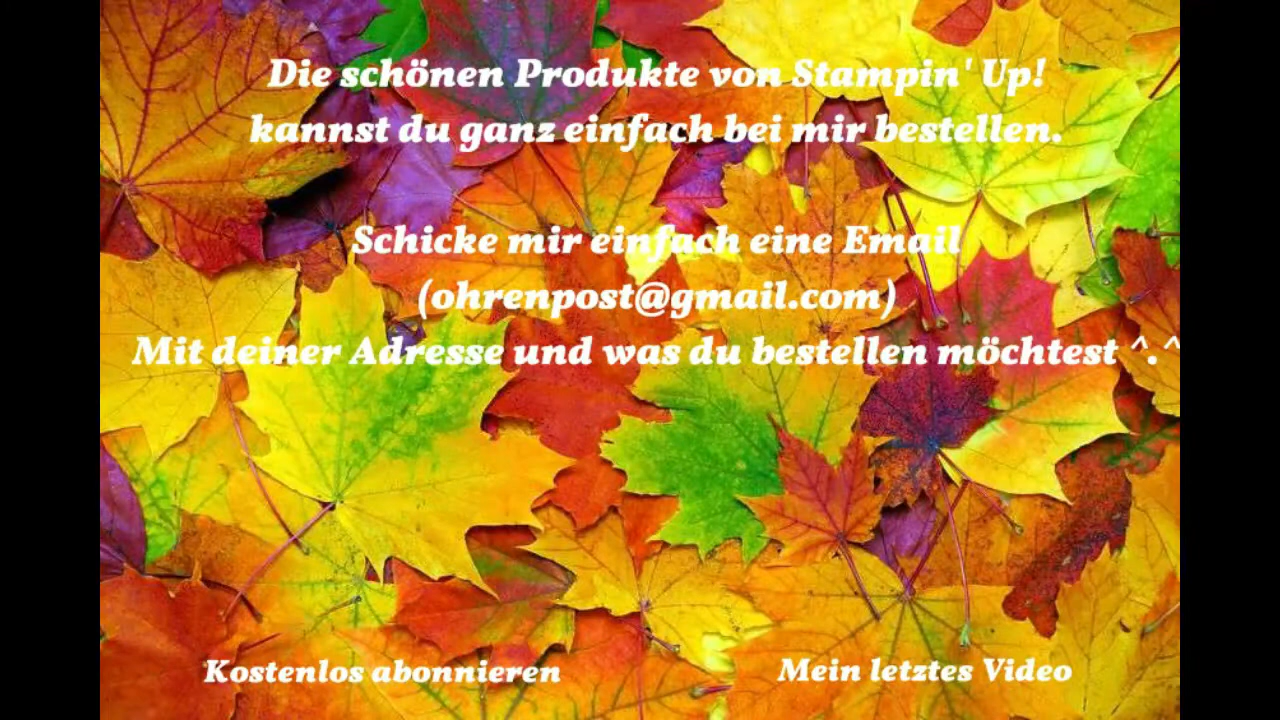 Die schönen Produkte von Stampin' Up!
kannst du ganz einfach bei mir bestellen.
Schicke mir einfach eine Email
(ohrenpost@gmail.com)
Mit deiner Adresse und was du bestellen möchtest ^.^
Kostenlos abonnieren
Mein letztes Video